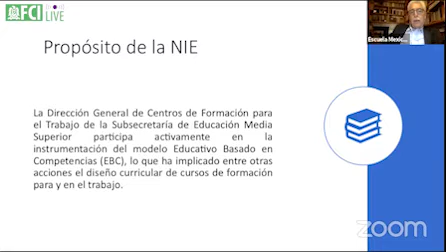 FCI
LIVE
Escuela Mexic...
Propósito de la NIE
La Dirección General de Centros de Formación para
el Trabajo de la Subsecretaría de Educación Media
Superior participa activamente en la
instrumentación del modelo Educativo Basado en
Competencias (EBC), lo que ha implicado entre otras
acciones el diseño curricular de cursos de formación
para y en el trabajo.
zoom